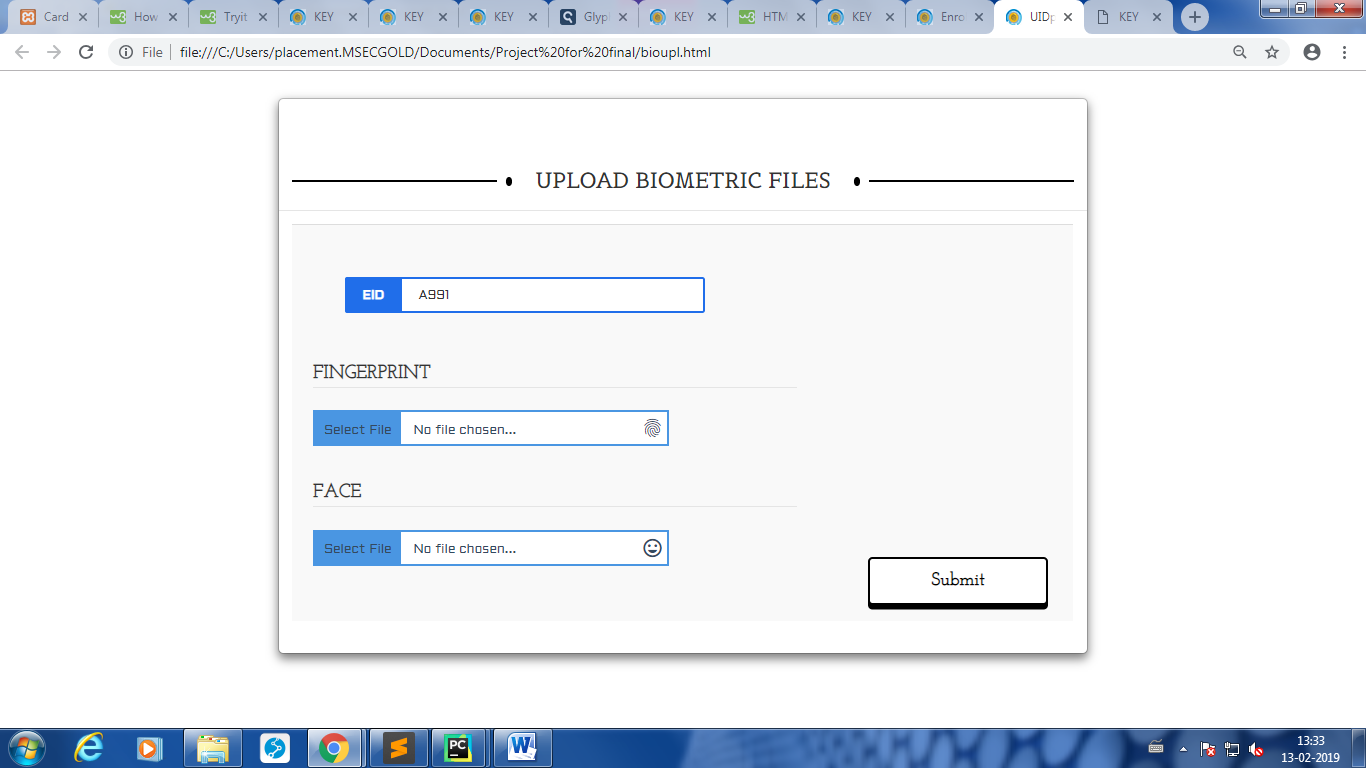 Card How Tryit KEY KEY KEY Glyp KEY HTM KEY Enro UIDp KEY
File file:///C:/Users/placement.MSECGOLD/Documents/Project%20for%20final/bioupl.html
UPLOAD BIOMETRIC FILES
EID A991
FINGERPRINT
Select File No file chosen...
FACE
Select File No file chosen...
Submit
13:33
13-02-2019